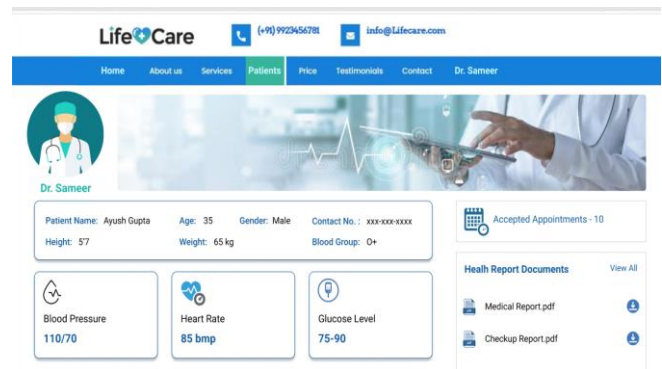 Life Care
(+91) 9923456781
info@Lifecare.com
Home About us Services Patients Price Testimonials Contact Dr. Sameer
Dr. Sameer
Patient Name: Ayush Gupta Age: 35 Gender: Male Contact No. : xxx-xxx-xxxx
Height: 5'7 Weight: 65 kg Blood Group: O+
Accepted Appointments - 10
Blood Pressure
110/70
Heart Rate
85 bmp
Glucose Level
75-90
Healh Report Documents View All
Medical Report.pdf
Checkup Report.pdf